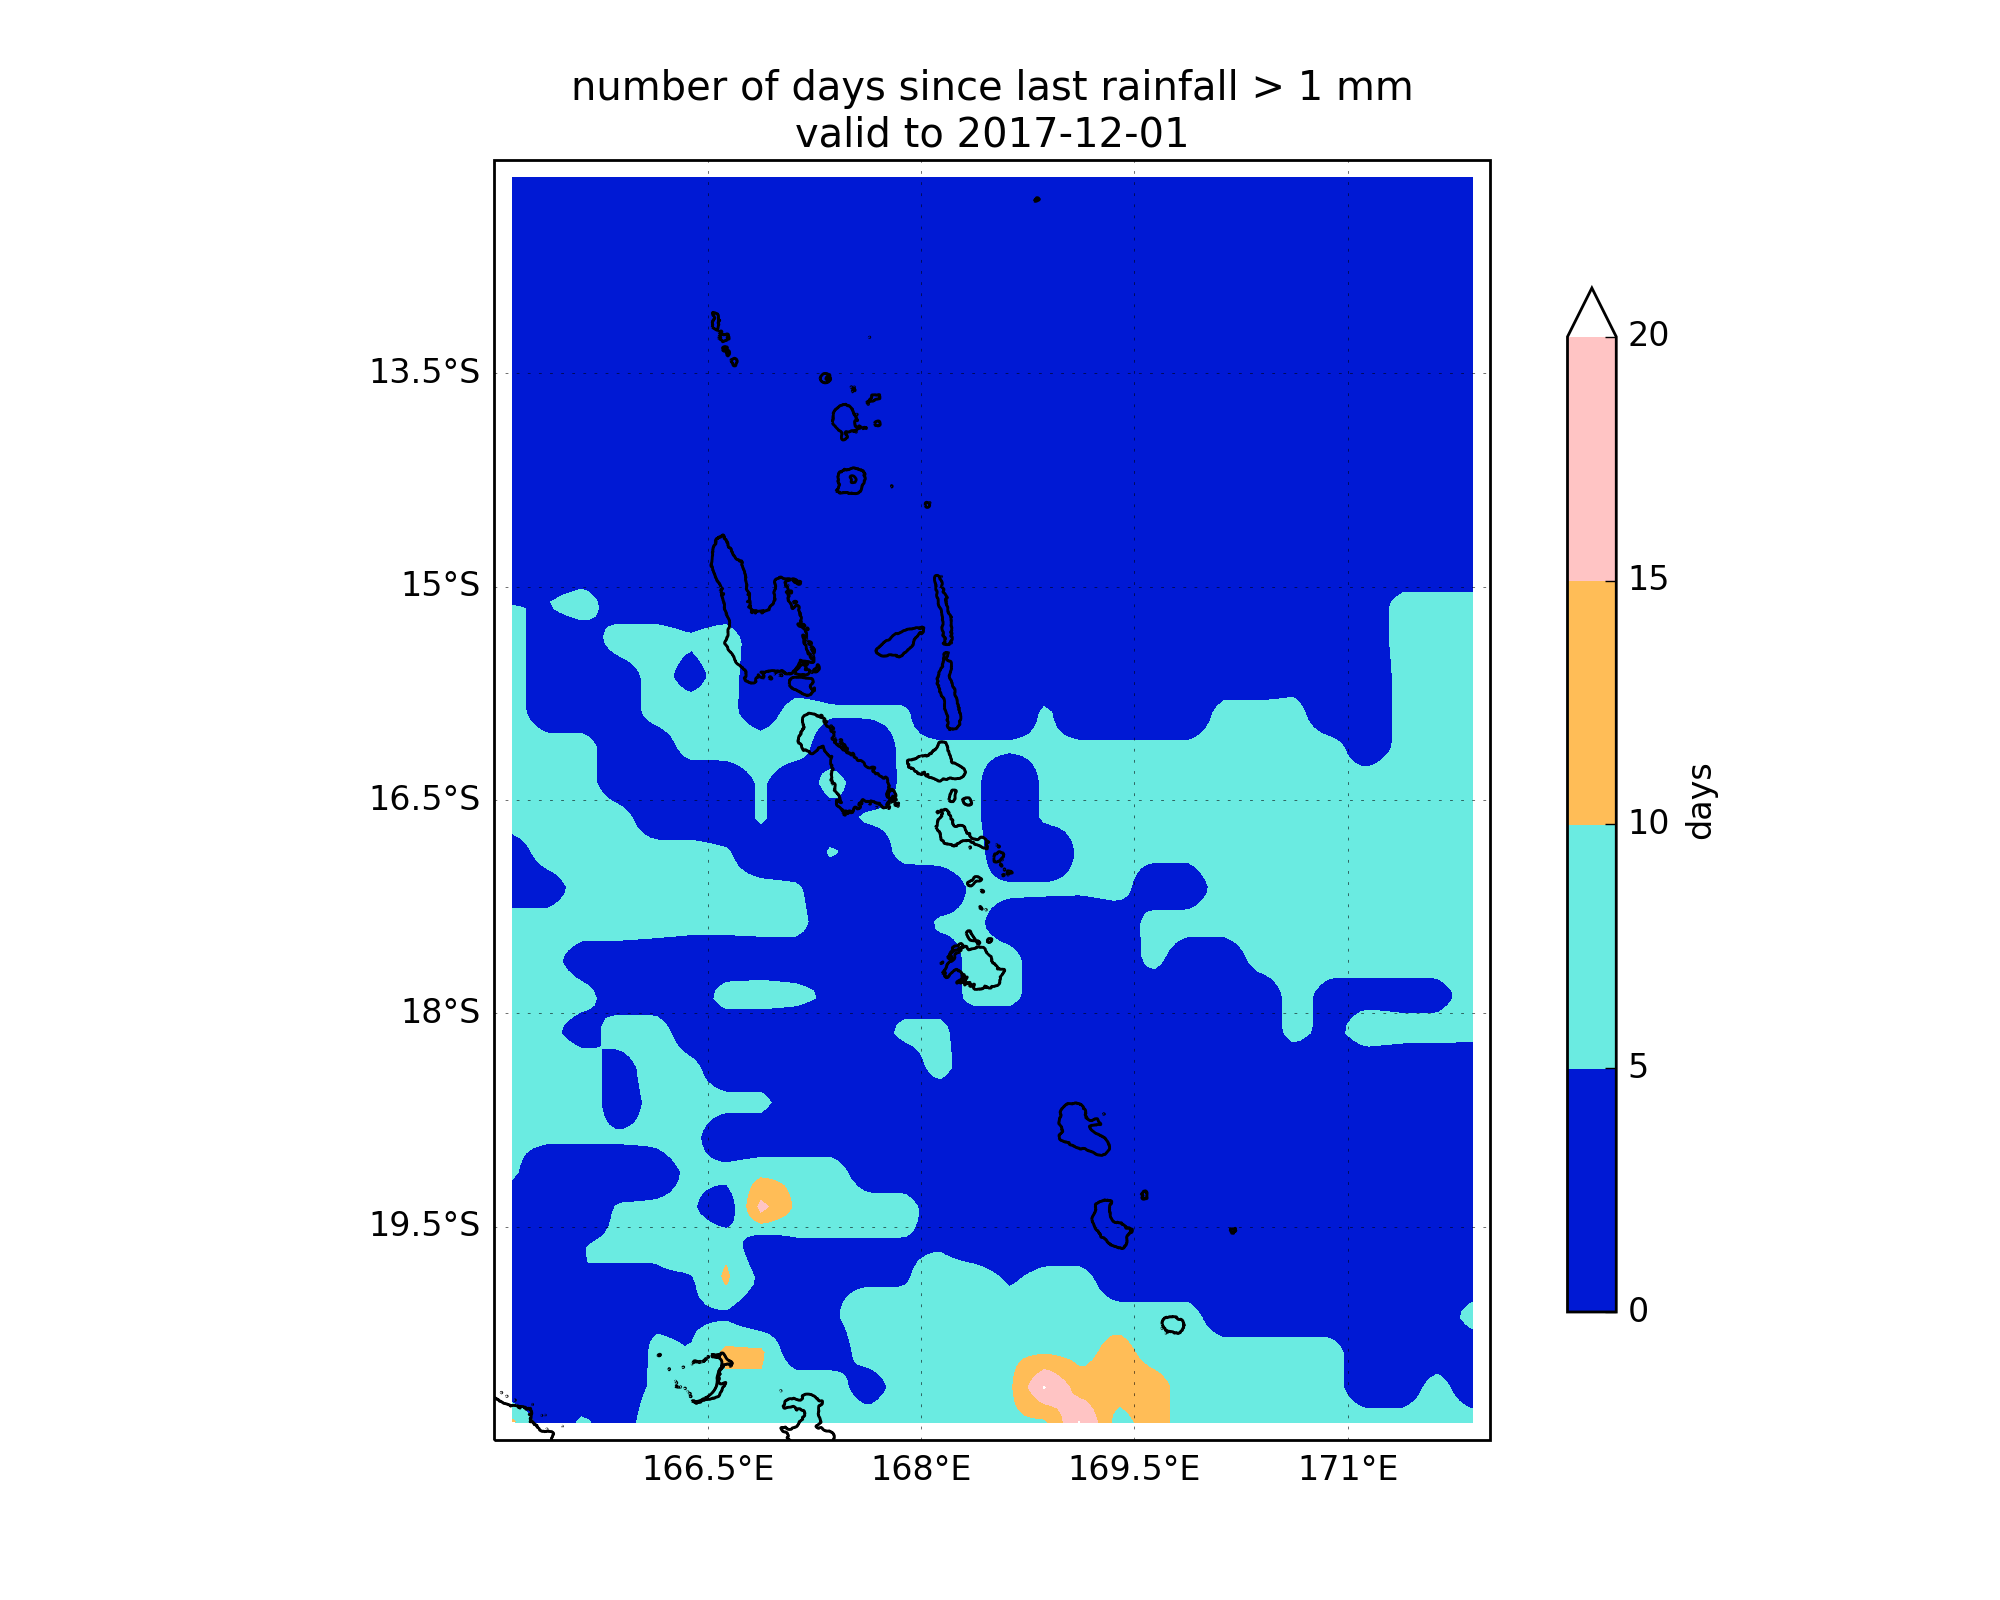 number of days since last rainfall > 1 mm
valid to 2017-12-01
13.5°S
15°S
16.5°S
18°S
19.5°S
166.5°E
168°E
169.5°E
171°E
20
15
10
5
0
days